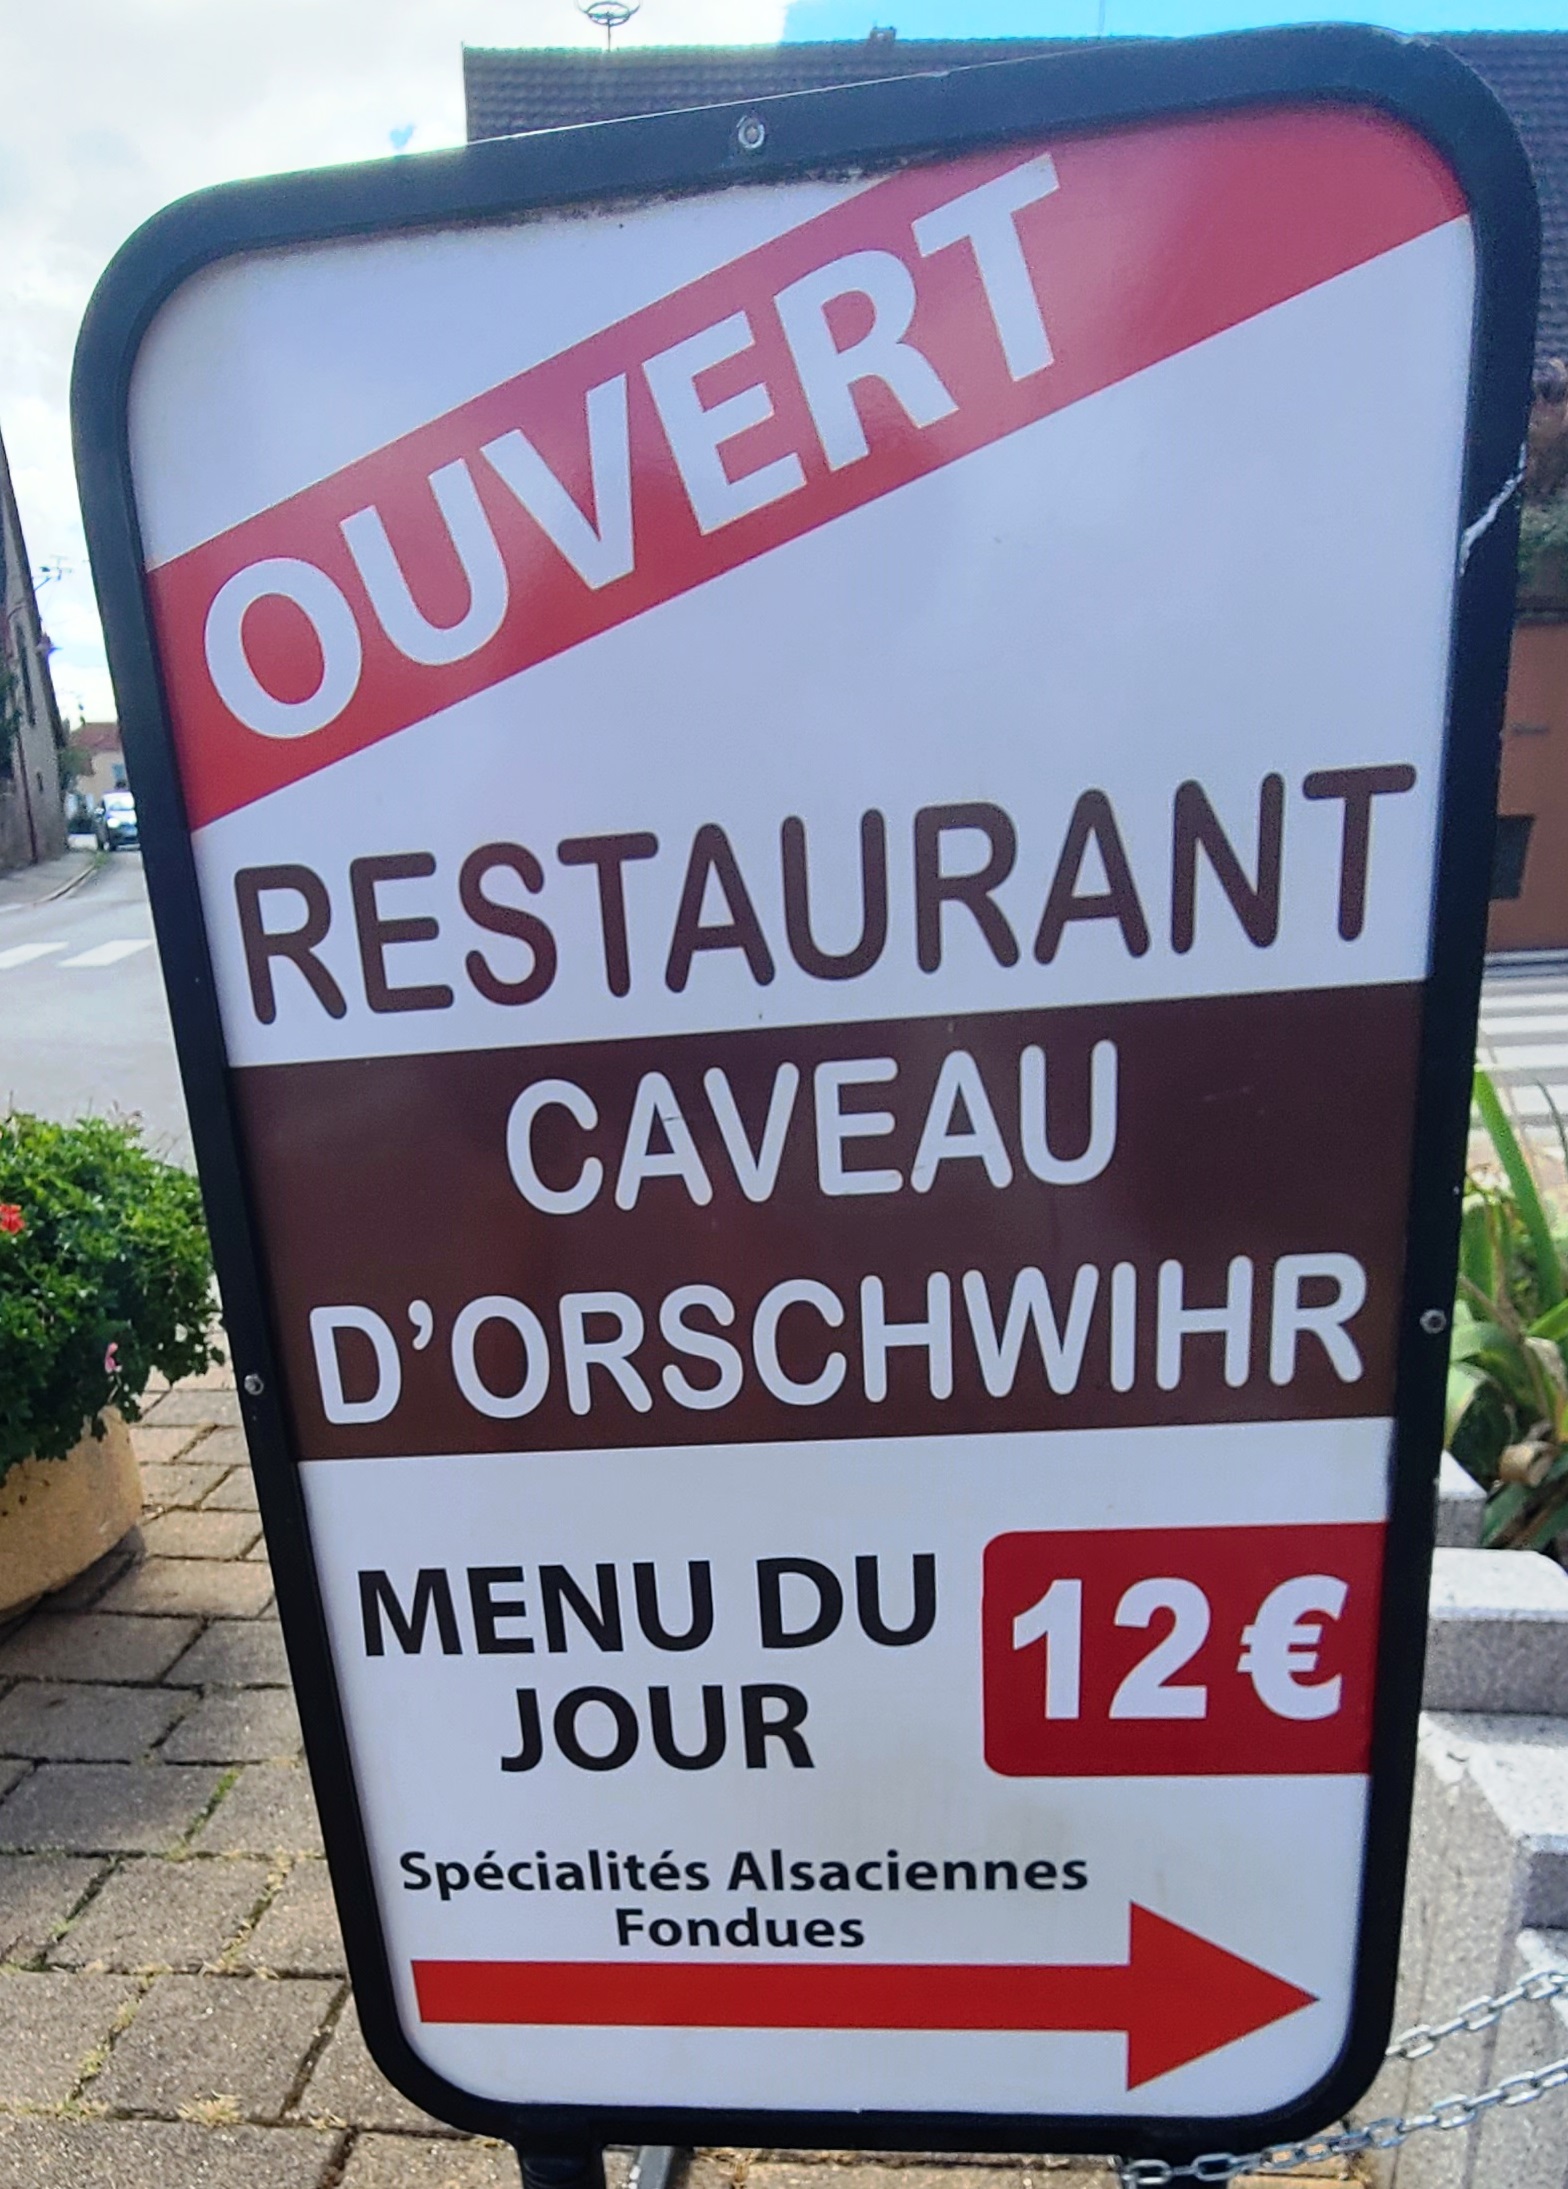 OUVERT
RESTAURANT
CAVEAU
D'ORSCHWIHR
MENU DU
JOUR
12 €
Spécialités Alsaciennes
Fondues